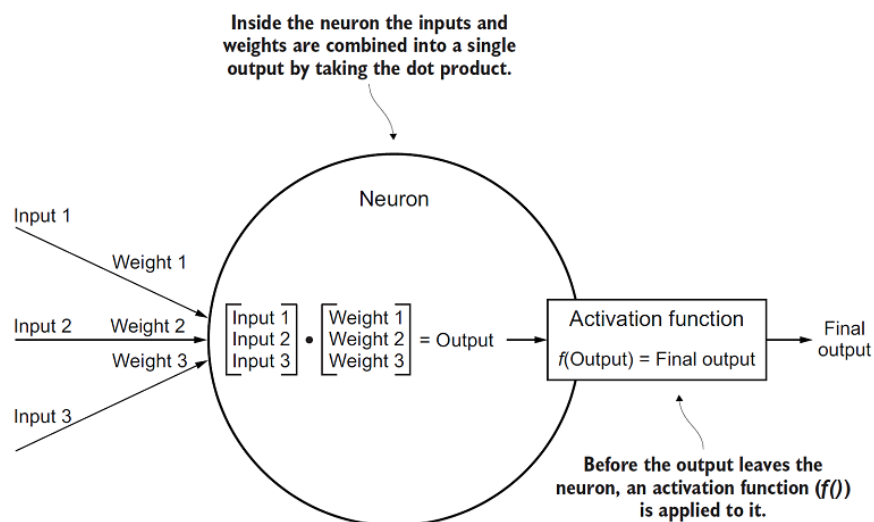 Inside the neuron the inputs and
weights are combined into a single
output by taking the dot product.
Neuron
Input 1
Weight 1
Input 2
Weight 2
Weight 3
Input 3
Input 1 Weight 1
Input 2 • Weight 2 = Output
Input 3 Weight 3
Activation function
f(Output) = Final output
Final
output
Before the output leaves the
neuron, an activation function (f())
is applied to it.